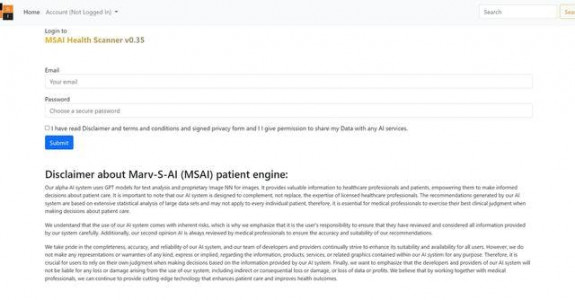 Home Account (Not Logged In) Search Sea
Login to
MSAI Health Scanner v0.35
Email
Your email
Password
Choose a secure password
I have read Disclaimer and terms and conditions and signed privacy form and I I give permission to share my Data with any AI services.
Submit
Disclaimer about Marv-S-AI (MSAI) patient engine:
Our alpha AI system uses GPT models for text analysis and proprietary image NN for images. It provides valuable information to healthcare professionals and patients, empowering them to make informed
decisions about patient care. It is important to note that our AI system is designed to complement, not replace, the expertise of licensed healthcare professionals. The recommendations generated by our AI
system are based on extensive statistical analysis of large data sets and may not apply to every individual patient, therefore, it is essential for medical professionals to exercise their best clinical judgment when
making decisions about patient care.
We understand that the use of our AI system comes with inherent risks, which is why we emphasize that it is the user's responsibility to ensure that they have reviewed and considered all information provided
by our system carefully. Additionally, our second opinion AI is always reviewed by medical professionals to ensure the accuracy and suitability of our recommendations.
We take pride in the completeness, accuracy, and reliability of our AI system, and our team of developers and providers continually strive to enhance its suitability and availability for all users. However, we do
not make any representations or warranties of any kind, express or implied, regarding the information, products, services, or related graphics contained within our AI system for any purpose. Therefore, it is
crucial for users to rely on their own judgment when making decisions based on the information provided by our AI system. Finally, we want to emphasize that the developers and providers of our AI system will
not be liable for any loss or damage arising from the use of our system, including indirect or consequential loss or damage, or loss of data or profits. We believe that by working together with medical
professionals, we can continue to provide cutting-edge technology that enhances patient care and improves health outcomes.